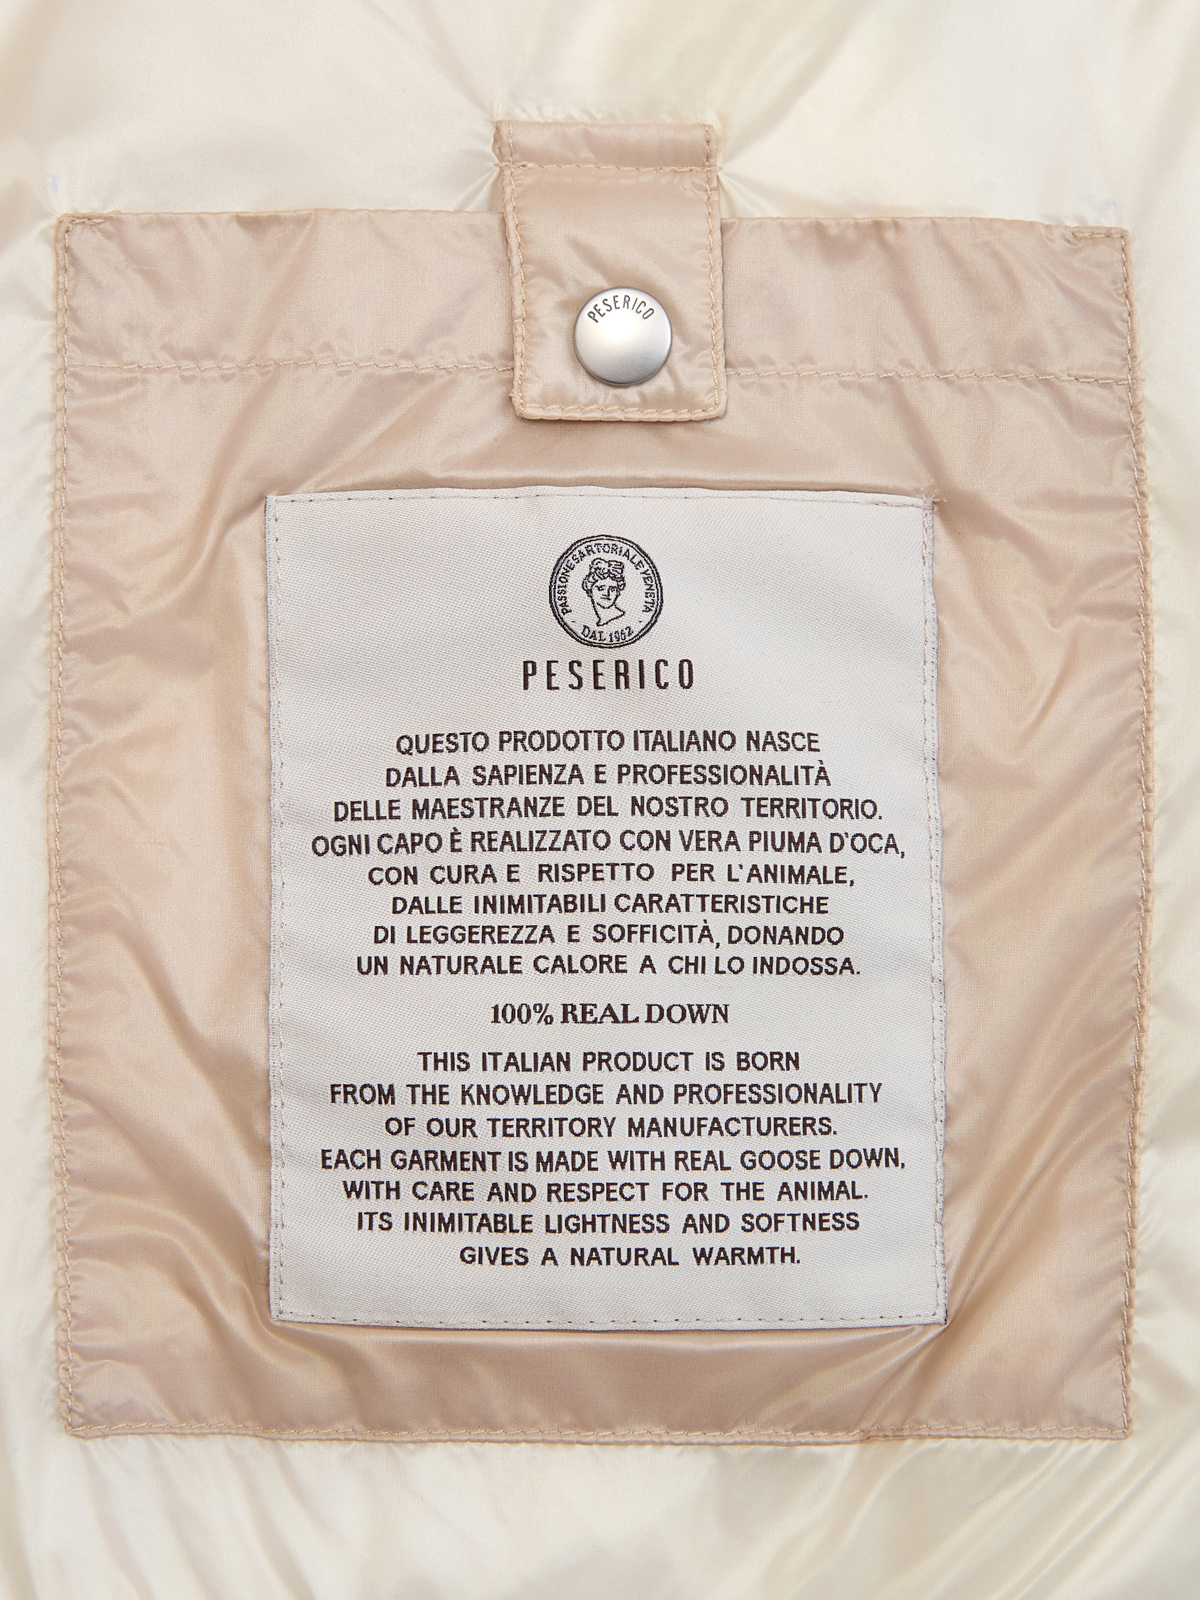 PESERICO
PASSIONE SARTORIALE VENETA
DAL 1962
PESERICO
QUESTO PRODOTTO ITALIANO NASCE
DALLA SAPIENZA E PROFESSIONALITÀ
DELLE MAESTRANZE DEL NOSTRO TERRITORIO.
OGNI CAPO È REALIZZATO CON VERA PIUMA D'OCA,
CON CURA E RISPETTO PER L'ANIMALE,
DALLE INIMITABILI CARATTERISTICHE
DI LEGGEREZZA E SOFFICITÀ, DONANDO
UN NATURALE CALORE A CHI LO INDOSSA.
100% REAL DOWN
THIS ITALIAN PRODUCT IS BORN
FROM THE KNOWLEDGE AND PROFESSIONALITY
OF OUR TERRITORY MANUFACTURERS.
EACH GARMENT IS MADE WITH REAL GOOSE DOWN,
WITH CARE AND RESPECT FOR THE ANIMAL.
ITS INIMITABLE LIGHTNESS AND SOFTNESS
GIVES A NATURAL WARMTH.